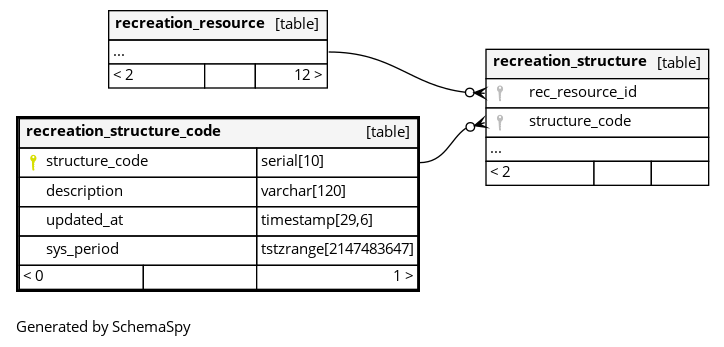 recreation_resource [table]
...
< 2 12 >
recreation_structure [table]
rec_resource_id
structure_code
...
< 2
recreation_structure_code [table]
structure_code serial[10]
description varchar[120]
updated_at timestamp[29,6]
sys_period tstzrange[2147483647]
< 0 1 >
Generated by SchemaSpy